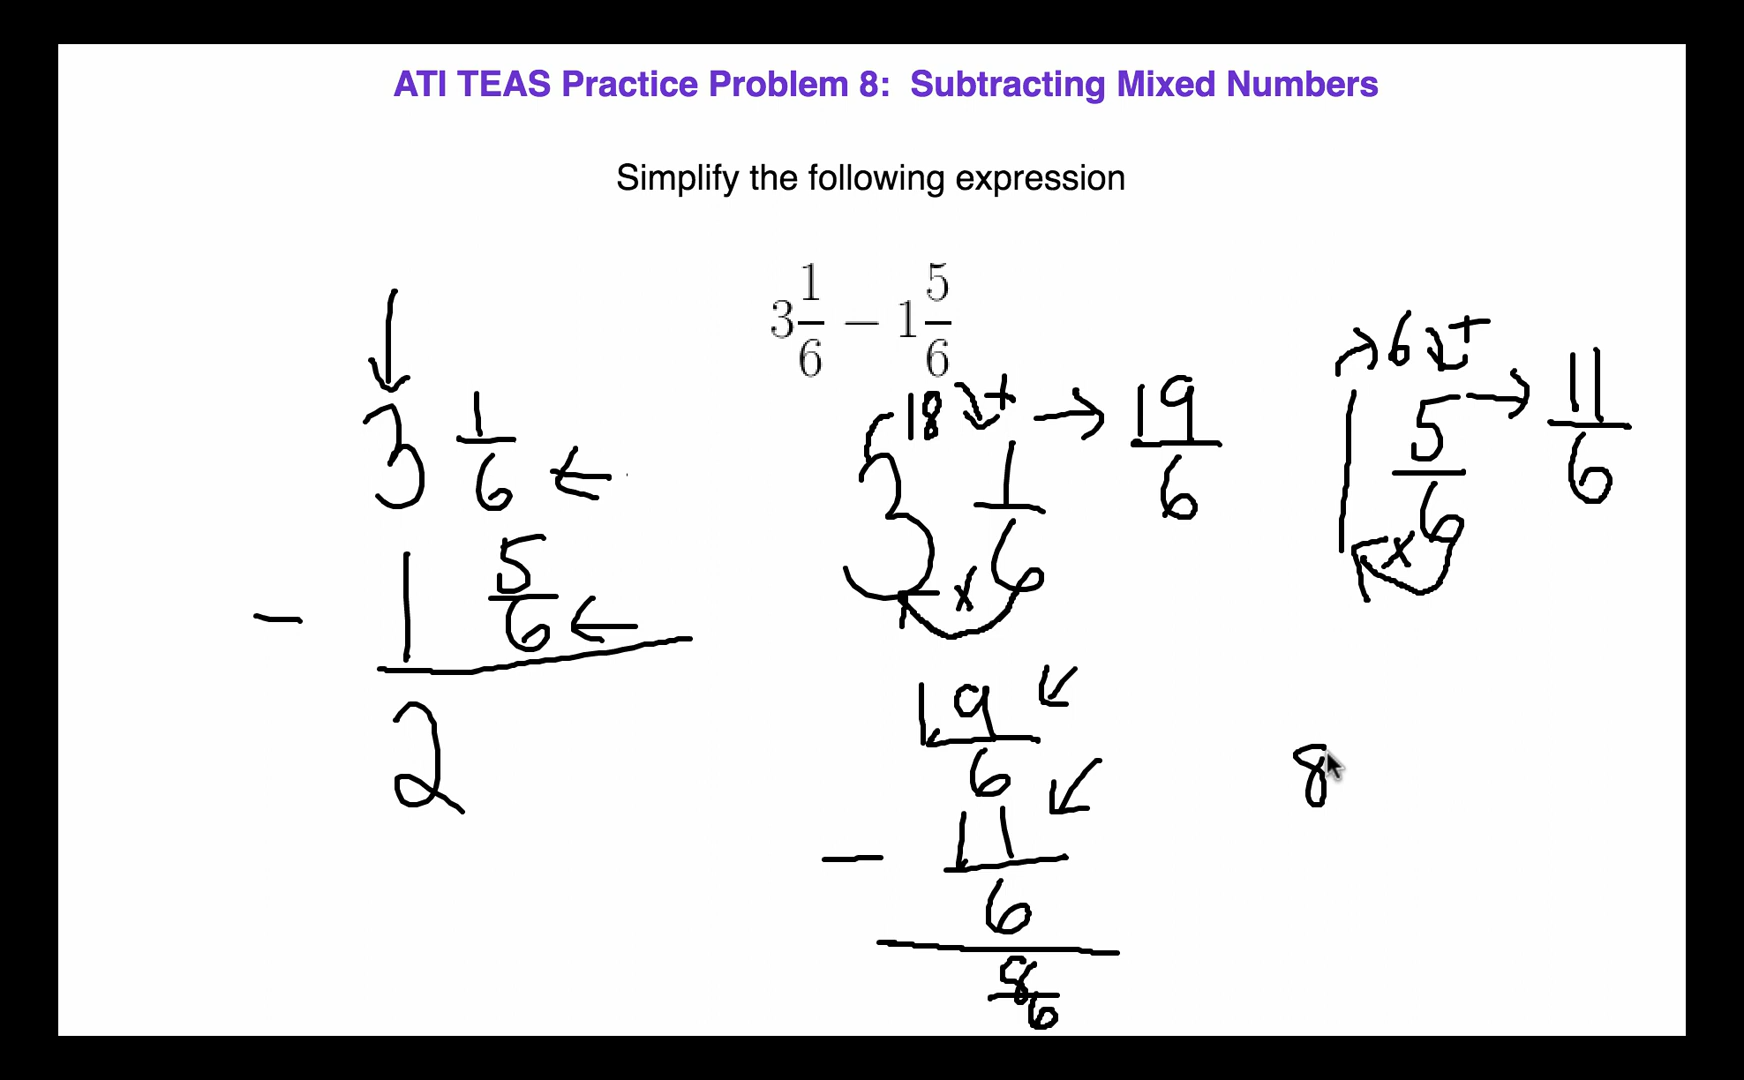 ATI TEAS Practice Problem 8: Subtracting Mixed Numbers
Simplify the following expression
3 1/6 − 1 5/6
3 1/6
− 1 5/6
2
18 + → 19/6
3 1/6
x
6 + → 11/6
1 5/6
x
19/6
− 11/6
8/6
8